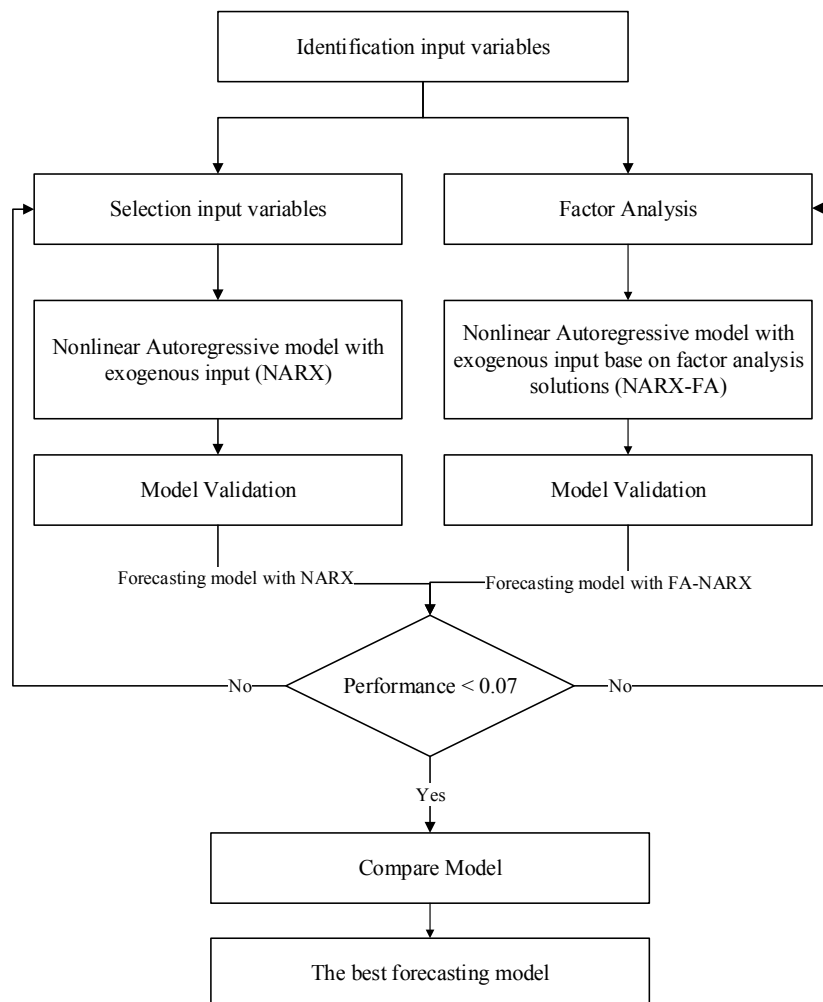 Identification input variables
Selection input variables
Factor Analysis
Nonlinear Autoregressive model with
exogenous input (NARX)
Nonlinear Autoregressive model with
exogenous input base on factor analysis
solutions (NARX-FA)
Model Validation
Model Validation
Forecasting model with NARX
Forecasting model with FA-NARX
No
Performance < 0.07
No
Yes
Compare Model
The best forecasting model